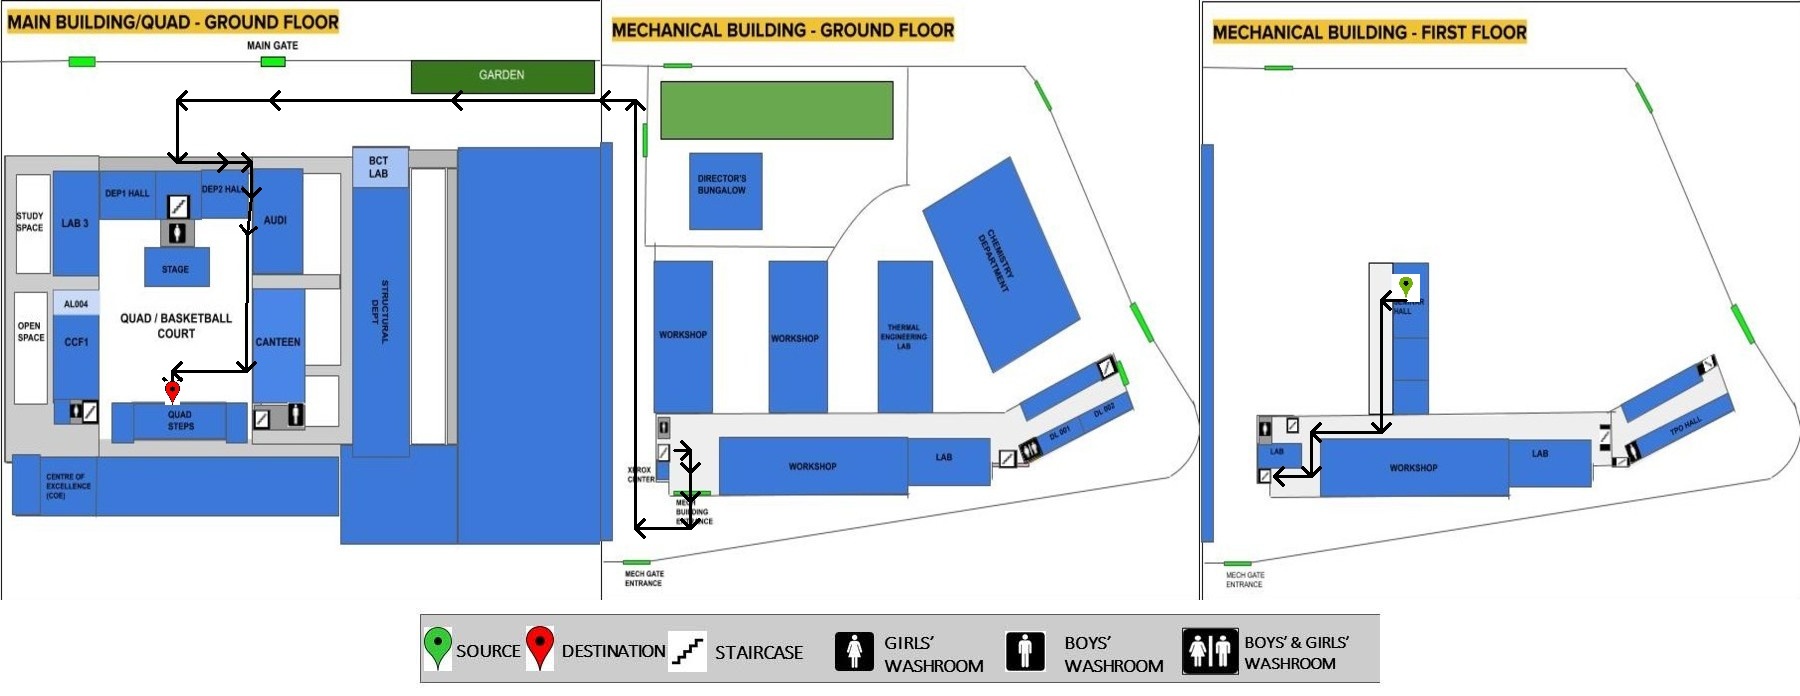 MAIN BUILDING/QUAD - GROUND FLOOR
MAIN GATE
GARDEN
BCT
LAB
DEP1 HALL
DEP2 HALL
STUDY
SPACE
LAB 3
AUDI
STAGE
AL004
OPEN
SPACE
CCF1
QUAD / BASKETBALL
COURT
CANTEEN
STRUCTURAL
DEPT
QUAD
STEPS
CENTRE OF
EXCELLENCE
(COE)
MECHANICAL BUILDING - GROUND FLOOR
DIRECTOR'S
BUNGALOW
CHEMISTRY
DEPARTMENT
WORKSHOP
WORKSHOP
THERMAL
ENGINEERING
LAB
DL 002
DL 001
XEROX
CENTER
WORKSHOP
LAB
MECH
BUILDING
ENTRANCE
MECH GATE
ENTRANCE
MECHANICAL BUILDING - FIRST FLOOR
HALL
LAB
WORKSHOP
LAB
TPO HALL
MECH GATE
ENTRANCE
SOURCE
DESTINATION
STAIRCASE
GIRLS'
WASHROOM
BOYS'
WASHROOM
BOYS' & GIRLS'
WASHROOM